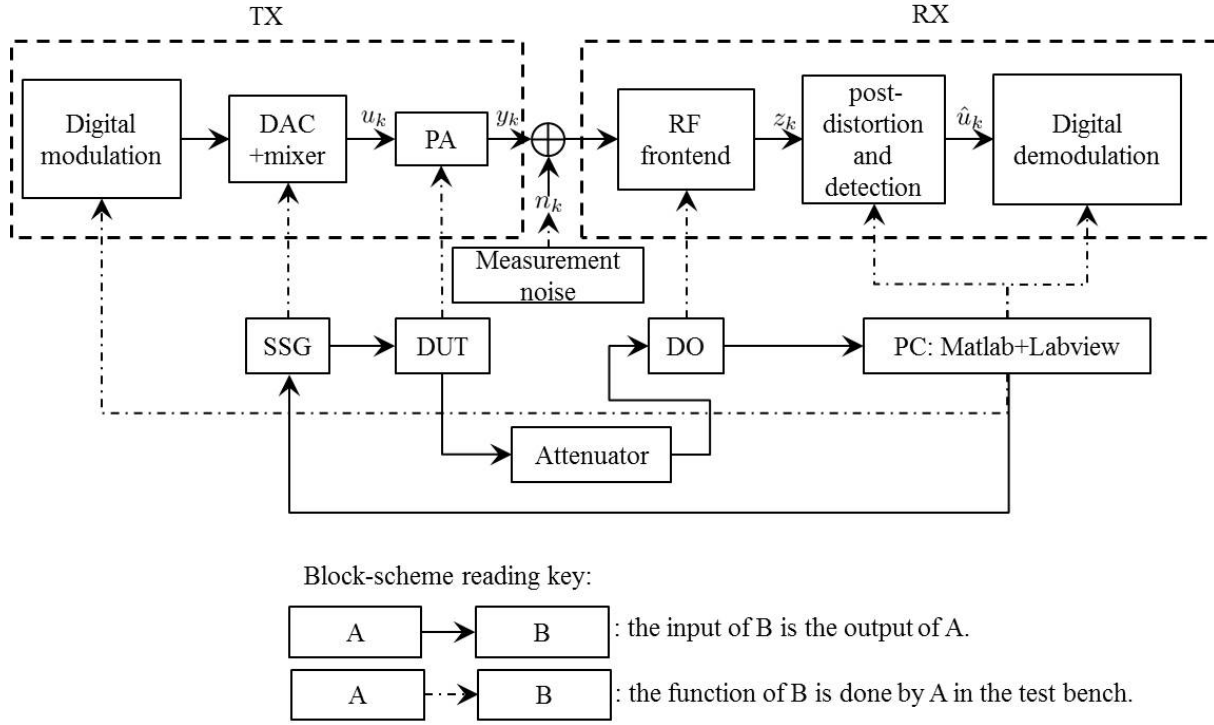 TX
RX
Digital
modulation
DAC
+mixer
u_k
PA
y_k
n_k
RF
frontend
z_k
post-
distortion
and
detection
û_k
Digital
demodulation
Measurement
noise
SSG
DUT
DO
PC: Matlab+Labview
Attenuator
Block-scheme reading key:
A
B
: the input of B is the output of A.
A
B
: the function of B is done by A in the test bench.